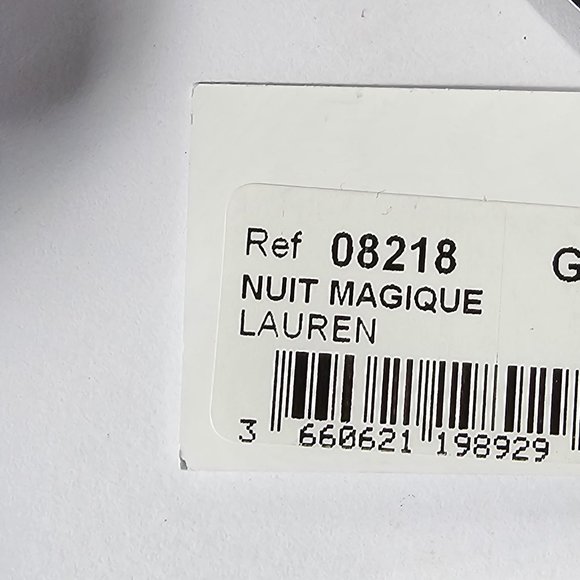 Ref 08218 G
NUIT MAGIQUE
LAUREN
3 660621 198929